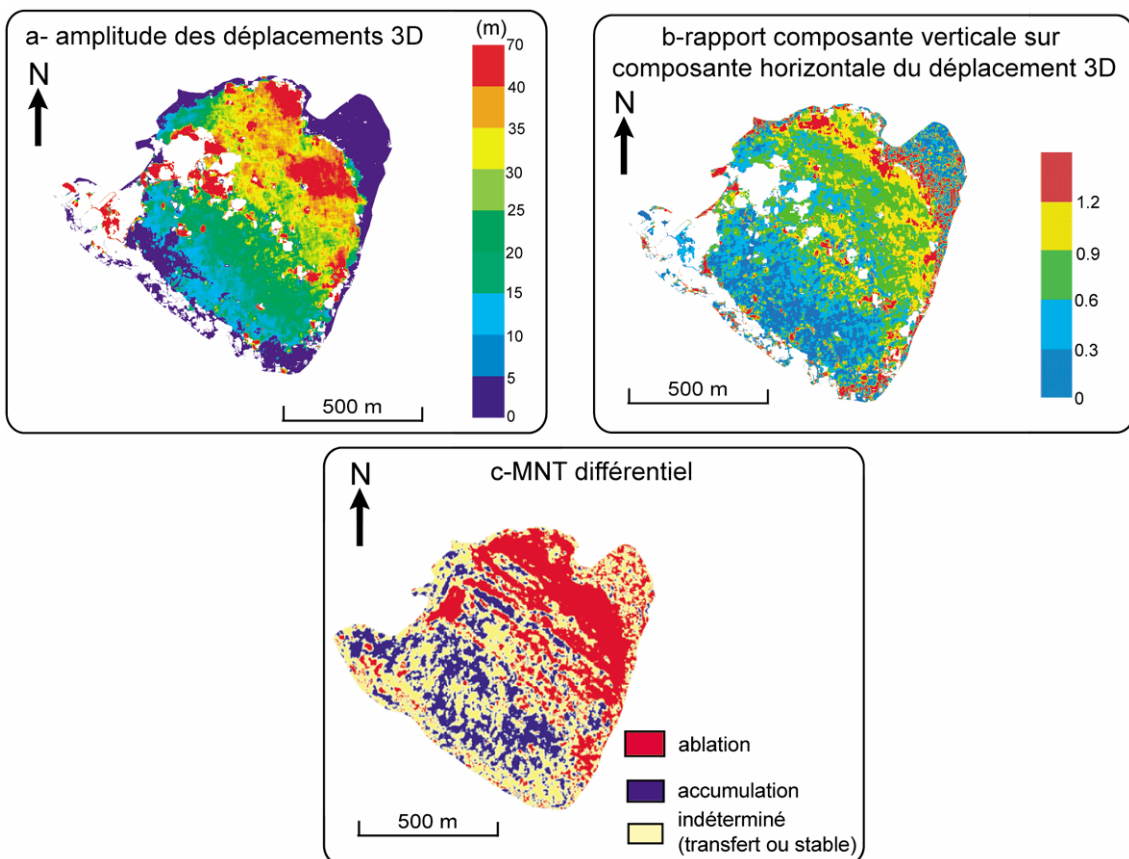 a- amplitude des déplacements 3D
(m)
70
40
35
30
25
20
15
10
5
0
N
500 m
b-rapport composante verticale sur
composante horizontale du déplacement 3D
N
1.2
0.9
0.6
0.3
0
500 m
c-MNT différentiel
N
ablation
accumulation
indéterminé
(transfert ou stable)
500 m